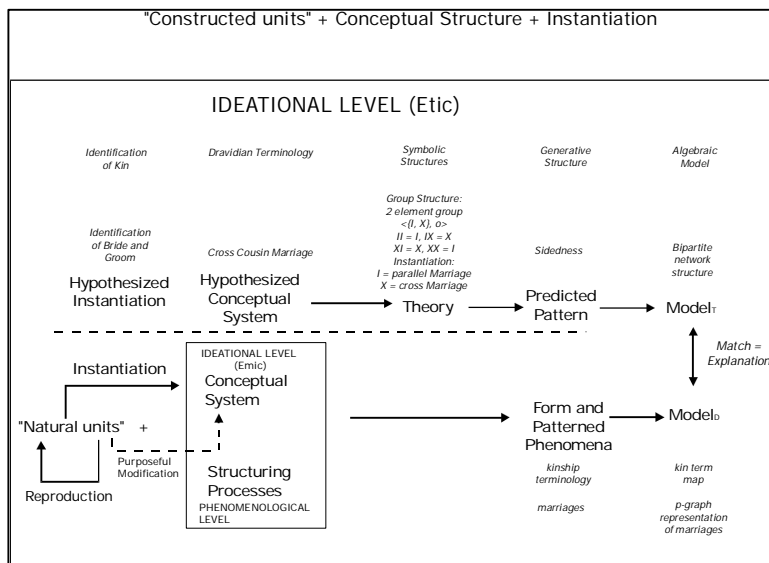 "Constructed units" + Conceptual Structure + Instantiation
IDEATIONAL LEVEL (Etic)
Identification
of Kin
Dravidian Terminology
Symbolic
Structures
Generative
Structure
Algebraic
Model
Identification
of Bride and
Groom
Cross Cousin Marriage
Group Structure:
2 element group
<{I, X}, o>
II = I, IX = X
XI = X, XX = I
Instantiation:
I = parallel Marriage
X = cross Marriage
Sidedness
Bipartite
network
structure
Hypothesized
Instantiation
Hypothesized
Conceptual
System
Theory
Predicted
Pattern
ModelT
Match =
Explanation
Instantiation
IDEATIONAL LEVEL
(Emic)
Conceptual
System
"Natural units" +
Purposeful
Modification
Reproduction
Structuring
Processes
PHENOMENOLOGICAL
LEVEL
Form and
Patterned
Phenomena
ModelD
kinship
terminology
marriages
kin term
map
p-graph
representation
of marriages